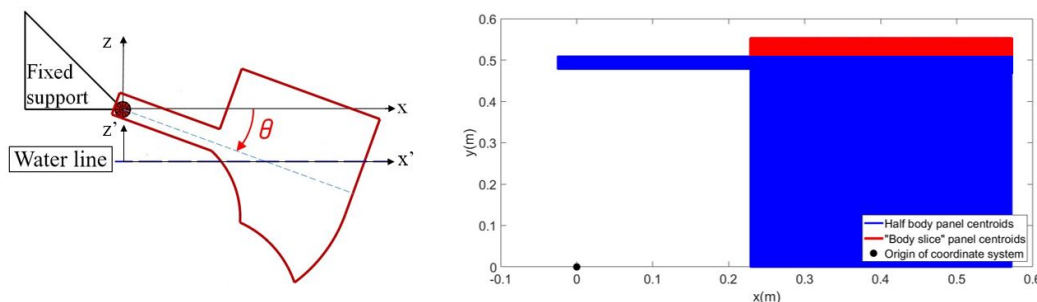 z
Fixed
support
x
θ
z'
Water line
x'
0.6
0.5
0.4
0.3
0.2
0.1
0
y(m)
-0.1
0
0.1
0.2
0.3
0.4
0.5
0.6
x(m)
Half body panel centroids
"Body slice" panel centroids
Origin of coordinate system